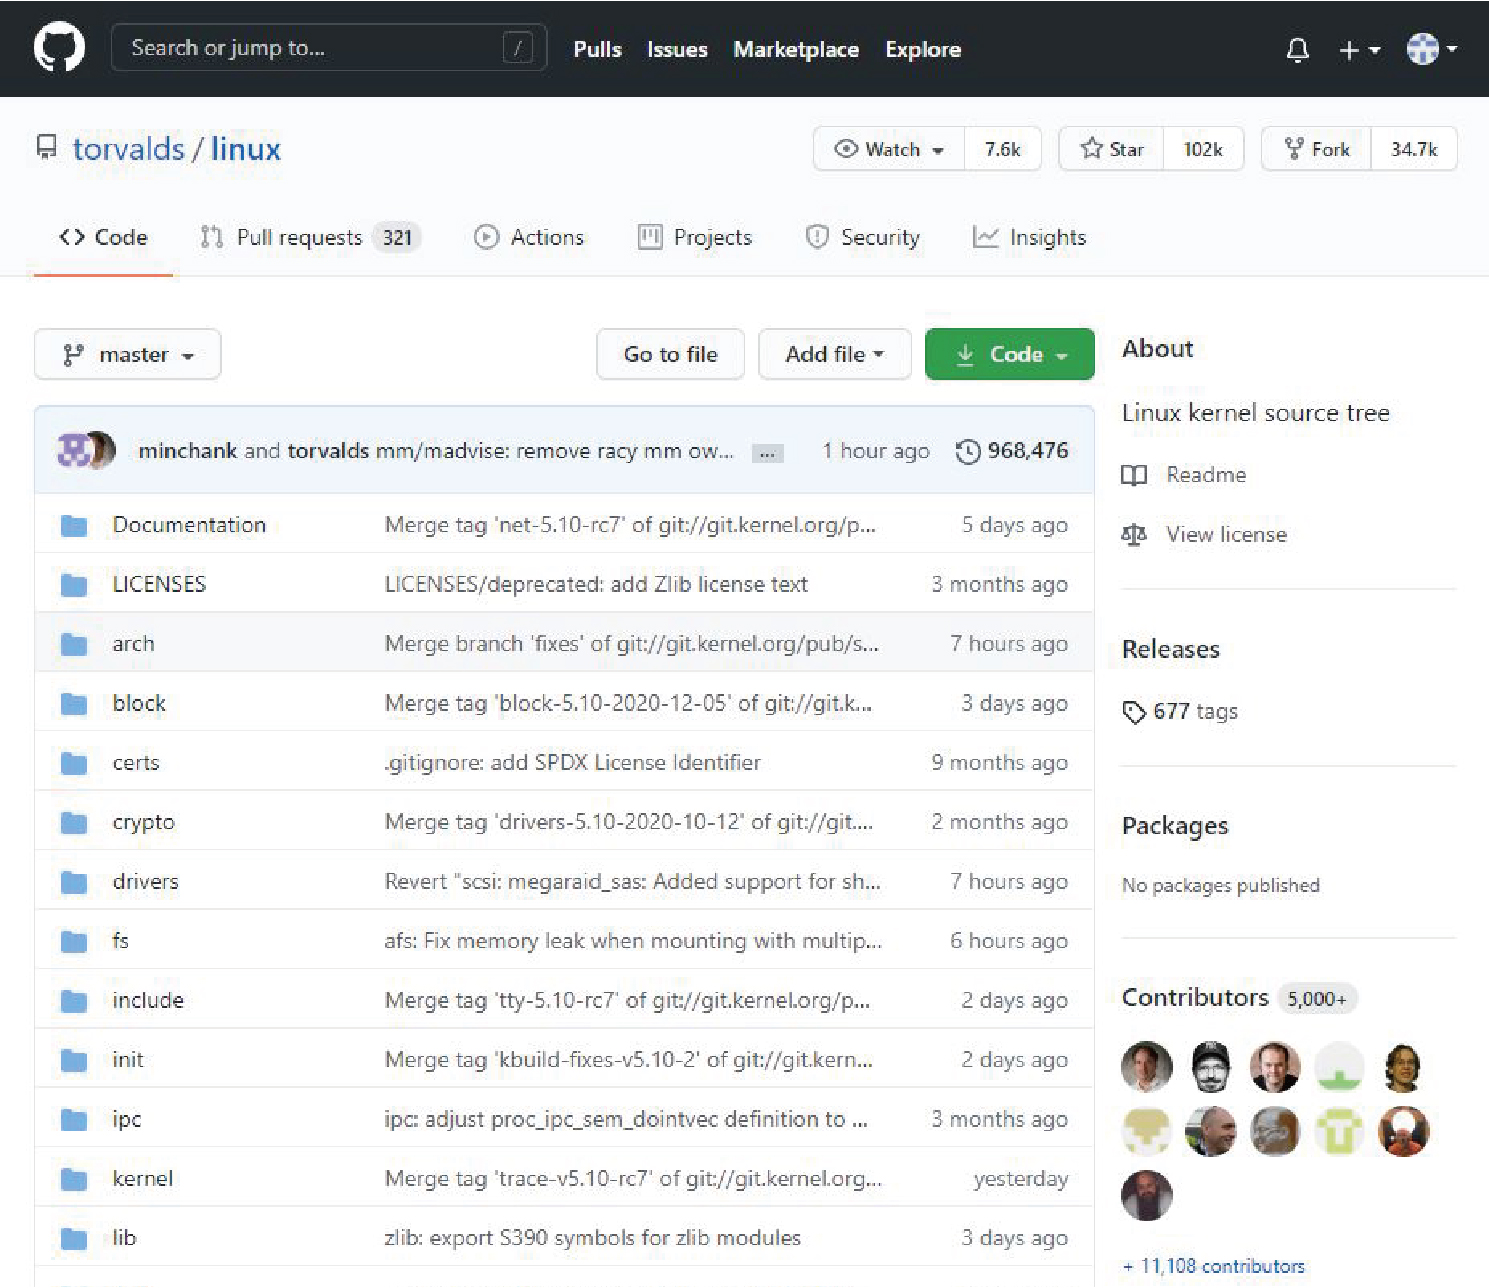 Search or jump to... /
Pulls Issues Marketplace Explore
torvalds / linux
Watch 7.6k Star 102k Fork 34.7k
Code Pull requests 321 Actions Projects Security Insights
master Go to file Add file Code
minchank and torvalds mm/madvise: remove racy mm ow... ... 1 hour ago 968,476
Documentation Merge tag 'net-5.10-rc7' of git://git.kernel.org/p... 5 days ago
LICENSES LICENSES/deprecated: add Zlib license text 3 months ago
arch Merge branch 'fixes' of git://git.kernel.org/pub/s... 7 hours ago
block Merge tag 'block-5.10-2020-12-05' of git://git.k... 3 days ago
certs .gitignore: add SPDX License Identifier 9 months ago
crypto Merge tag 'drivers-5.10-2020-10-12' of git://git.... 2 months ago
drivers Revert "scsi: megaraid_sas: Added support for sh... 7 hours ago
fs afs: Fix memory leak when mounting with multip... 6 hours ago
include Merge tag 'tty-5.10-rc7' of git://git.kernel.org/p... 2 days ago
init Merge tag 'kbuild-fixes-v5.10-2' of git://git.kern... 2 days ago
ipc ipc: adjust proc_ipc_sem_dointvec definition to ... 3 months ago
kernel Merge tag 'trace-v5.10-rc7' of git://git.kernel.org... yesterday
lib zlib: export S390 symbols for zlib modules 3 days ago
About
Linux kernel source tree
Readme
View license
Releases
677 tags
Packages
No packages published
Contributors 5,000+
+ 11,108 contributors